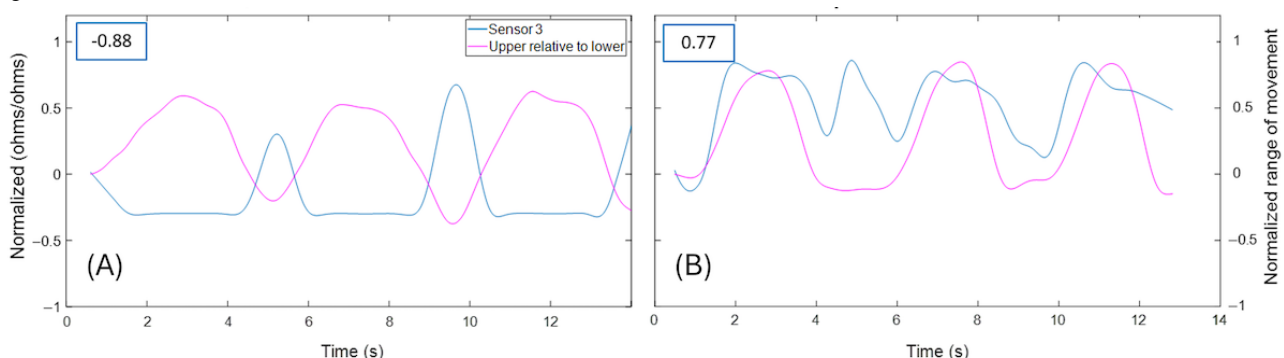 -0.88
Sensor 3
Upper relative to lower
1
0.5
0
−0.5
−1
Normalized (ohms/ohms)
(A)
0 2 4 6 8 10 12
Time (s)
0.77
1
0.5
0
−0.5
−1
Normalized range of movement
(B)
0 2 4 6 8 10 12 14
Time (s)